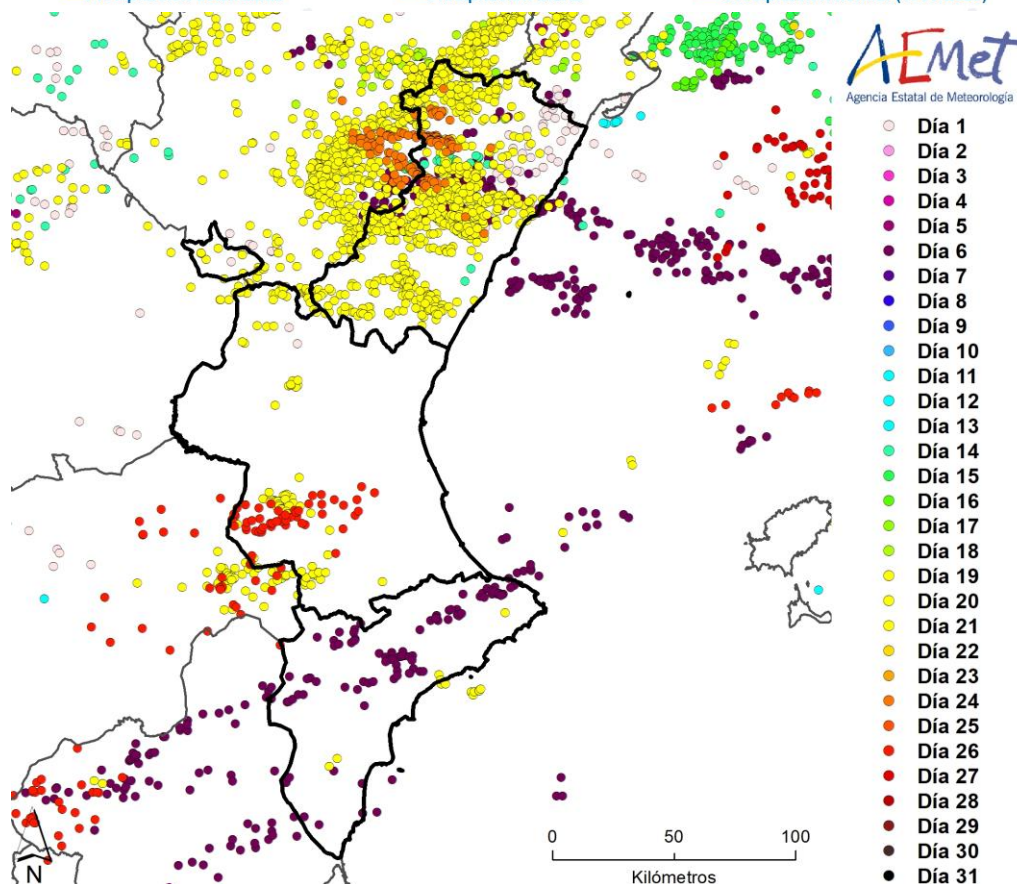 AEMet
Agencia Estatal de Meteorología
Día 1
Día 2
Día 3
Día 4
Día 5
Día 6
Día 7
Día 8
Día 9
Día 10
Día 11
Día 12
Día 13
Día 14
Día 15
Día 16
Día 17
Día 18
Día 19
Día 20
Día 21
Día 22
Día 23
Día 24
Día 25
Día 26
Día 27
Día 28
Día 29
Día 30
Día 31
0 50 100
Kilómetros
N